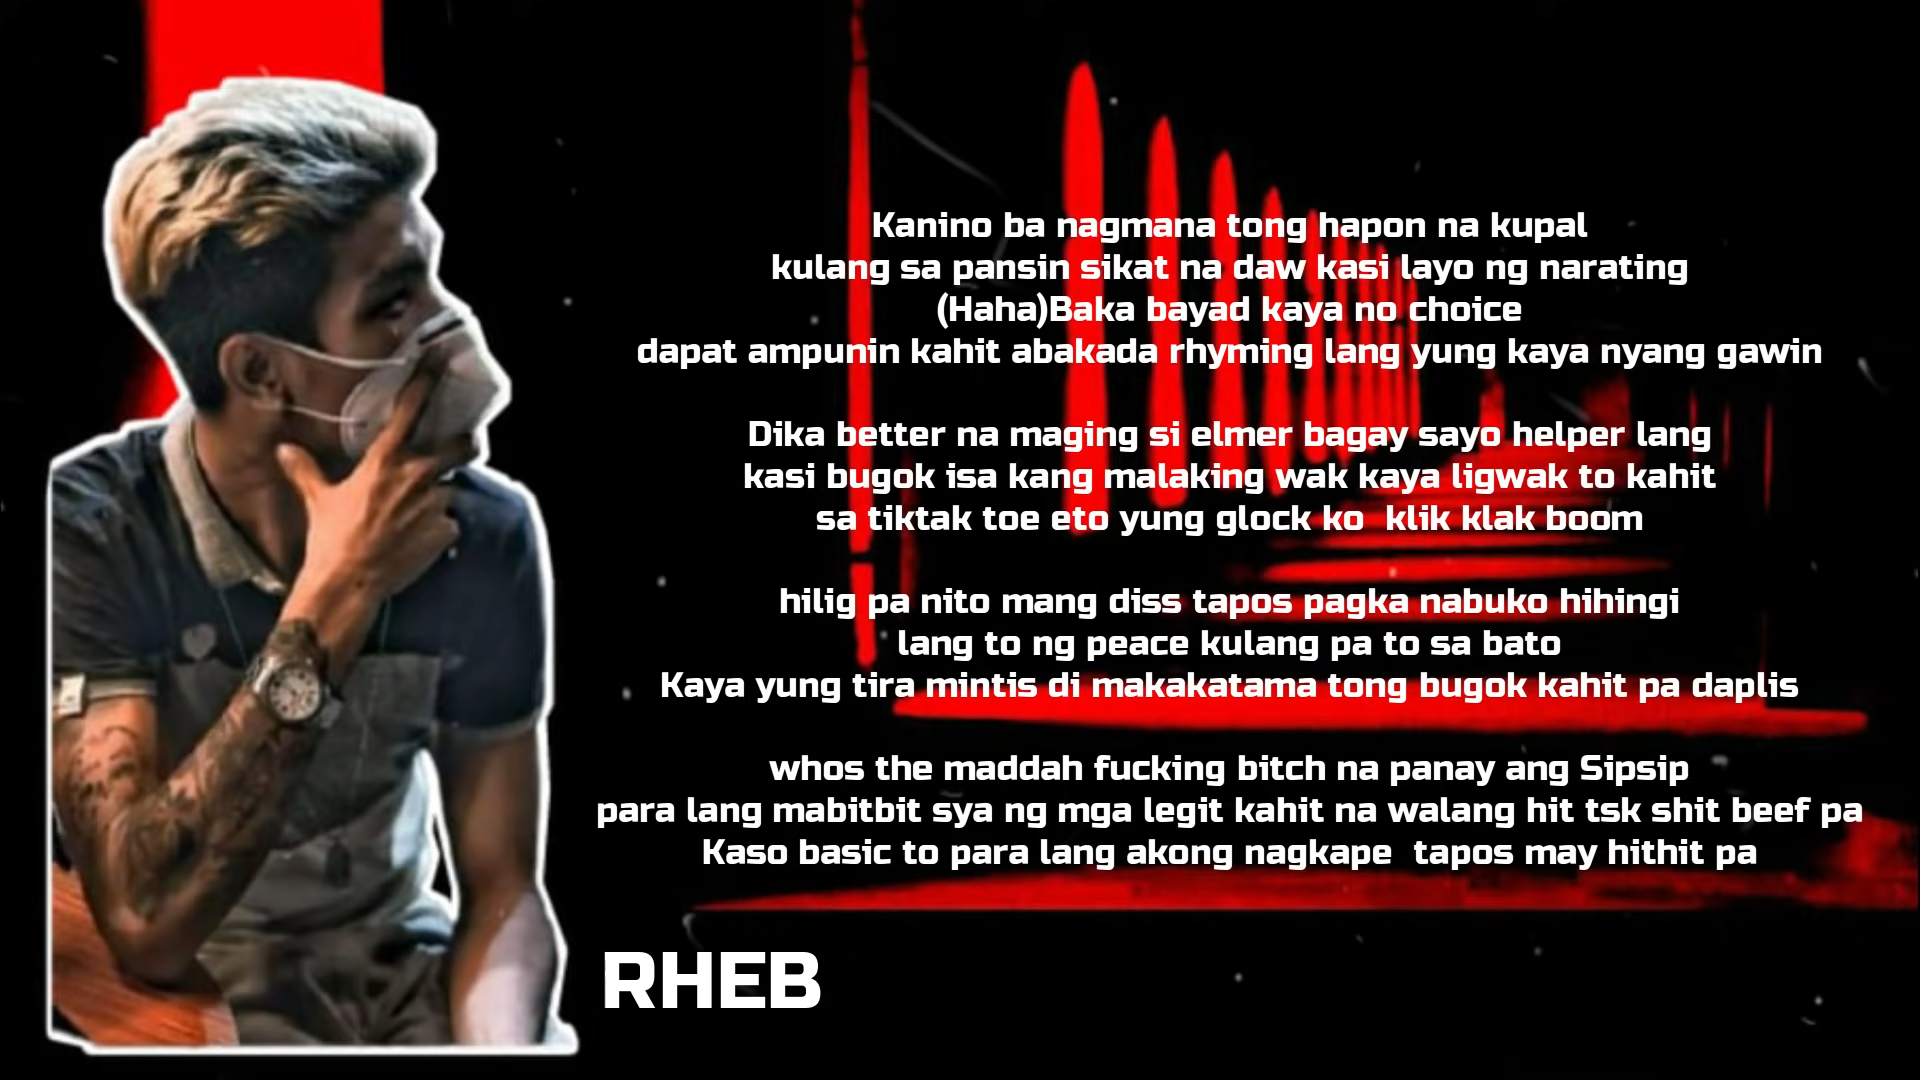 Kanino ba nagmana tong hapon na kupal
kulang sa pansin sikat na daw kasi layo ng narating
(Haha)Baka bayad kaya no choice
dapat ampunin kahit abakada rhyming lang yung kaya nyang gawin
Dika better na maging si elmer bagay sayo helper lang
kasi bugok isa kang malaking wak kaya ligwak to kahit
sa tiktak toe eto yung glock ko  klik klak boom
hilig pa nito mang diss tapos pagka nabuko hihingi
lang to ng peace kulang pa to sa bato
Kaya yung tira mintis di makakatama tong bugok kahit pa daplis
whos the maddah fucking bitch na panay ang Sipsip
para lang mabitbit sya ng mga legit kahit na walang hit tsk shit beef pa
Kaso basic to para lang akong nagkape  tapos may hithit pa
RHEB